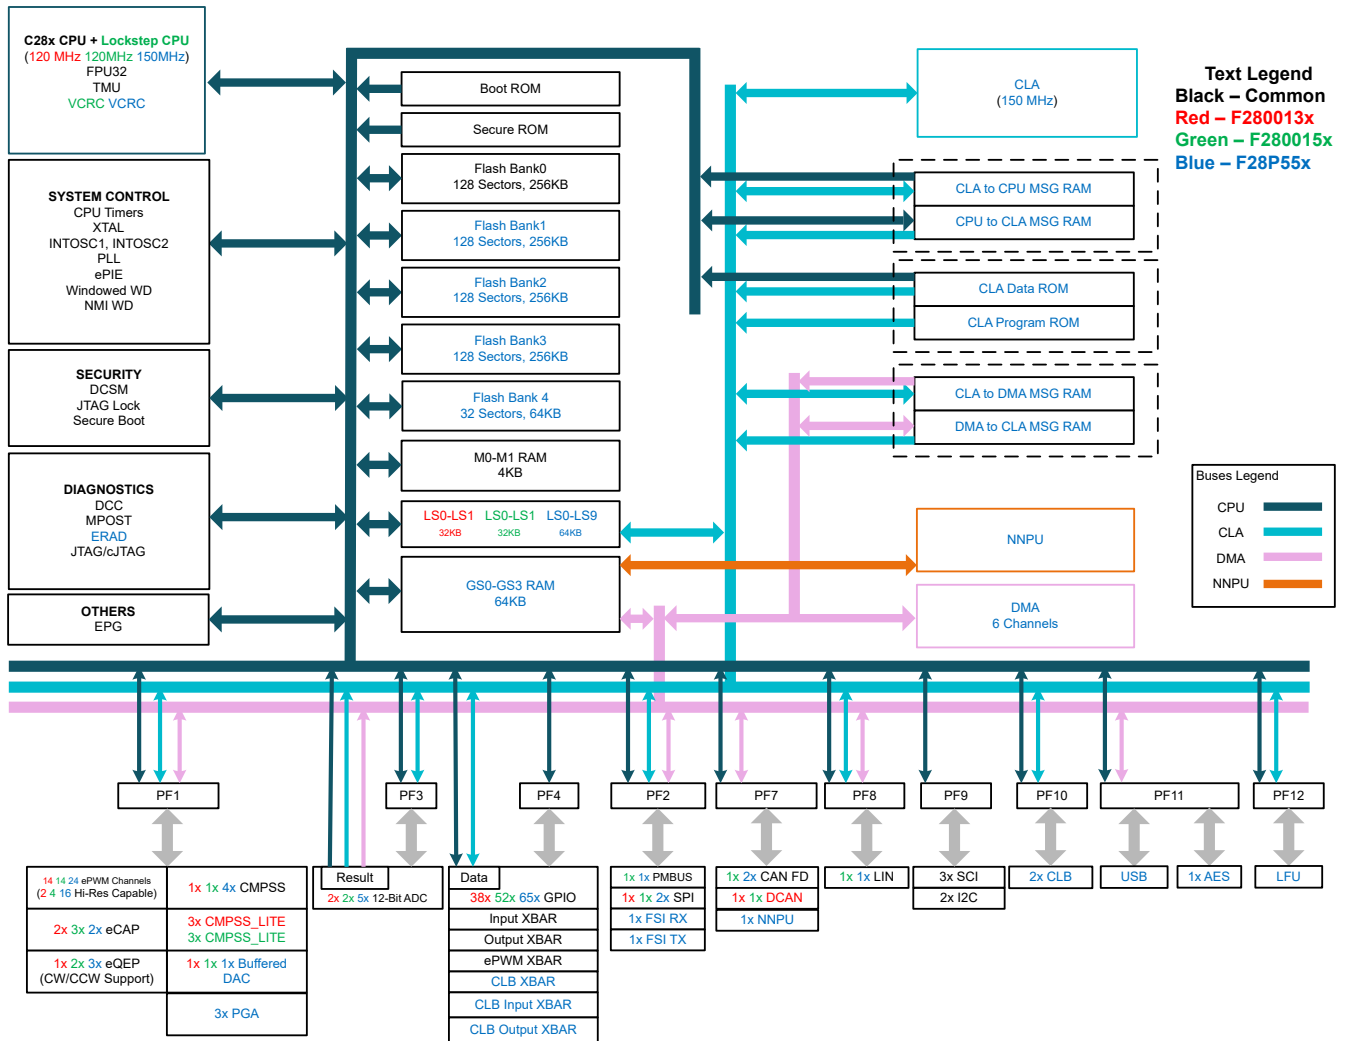 C28x CPU + Lockstep CPU
(120 MHz 120MHz 150MHz)
FPU32
TMU
VCRC VCRC
SYSTEM CONTROL
CPU Timers
XTAL
INTOSC1, INTOSC2
PLL
ePIE
Windowed WD
NMI WD
SECURITY
DCSM
JTAG Lock
Secure Boot
DIAGNOSTICS
DCC
MPOST
ERAD
JTAG/cJTAG
OTHERS
EPG
Boot ROM
Secure ROM
Flash Bank0
128 Sectors, 256KB
Flash Bank1
128 Sectors, 256KB
Flash Bank2
128 Sectors, 256KB
Flash Bank3
128 Sectors, 256KB
Flash Bank 4
32 Sectors, 64KB
M0-M1 RAM
4KB
LS0-LS1 LS0-LS1 LS0-LS9
32KB 32KB 64KB
GS0-GS3 RAM
64KB
CLA
(150 MHz)
CLA to CPU MSG RAM
CPU to CLA MSG RAM
CLA Data ROM
CLA Program ROM
CLA to DMA MSG RAM
DMA to CLA MSG RAM
NNPU
DMA
6 Channels
Text Legend
Black – Common
Red – F280013x
Green – F280015x
Blue – F28P55x
Buses Legend
CPU
CLA
DMA
NNPU
PF1
PF3
PF4
PF2
PF7
PF8
PF9
PF10
PF11
PF12
14 14 24 ePWM Channels
(2 4 16 Hi-Res Capable)
2x 3x 2x eCAP
1x 2x 3x eQEP
(CW/CCW Support)
1x 1x 4x CMPSS
3x CMPSS_LITE
3x CMPSS_LITE
1x 1x 1x Buffered
DAC
3x PGA
Result
2x 2x 5x 12-Bit ADC
Data
38x 52x 65x GPIO
Input XBAR
Output XBAR
ePWM XBAR
CLB XBAR
CLB Input XBAR
CLB Output XBAR
1x 1x PMBUS
1x 1x 2x SPI
1x FSI RX
1x FSI TX
1x 2x CAN FD
1x 1x DCAN
1x NNPU
1x 1x LIN
3x SCI
2x I2C
2x CLB
USB
1x AES
LFU